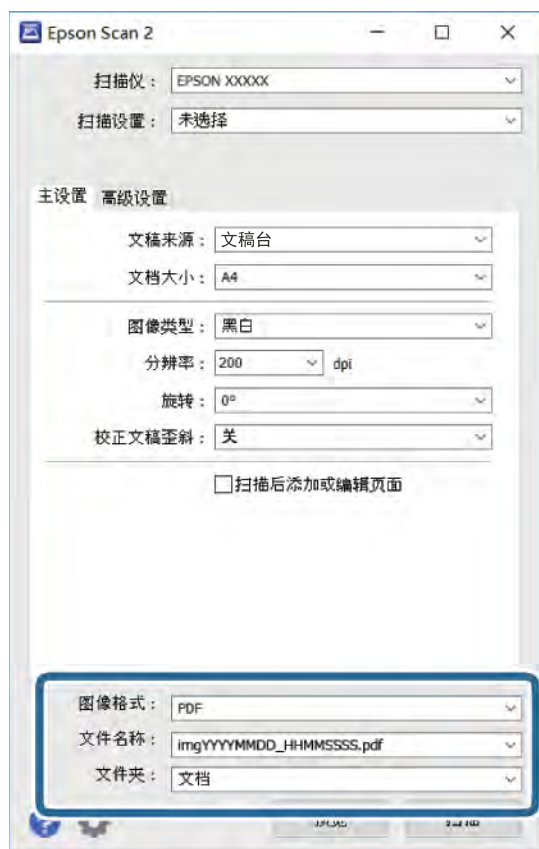 Epson Scan 2
扫描仪： EPSON XXXXX
扫描设置： 未选择
主设置 高级设置
文稿来源： 文稿台
文档大小： A4
图像类型： 黑白
分辨率： 200 dpi
旋转： 0°
校正文稿歪斜： 关
扫描后添加或编辑页面
图像格式： PDF
文件名称： imgYYYYMMDD_HHMMSSSS.pdf
文件夹： 文档